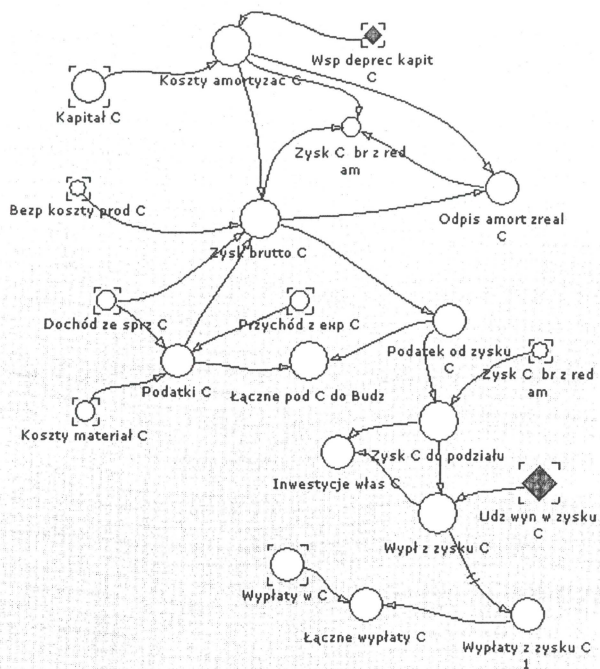 Wsp deprec kapit
C
Koszty amortyzac C
Kapitał C
Zysk C br z red
am
Bezp koszty prod C
Odpis amort zreal
C
Zysk brutto C
Dochód ze sprz C
Przychód z exp C
Podatek od zysku
C
Zysk C br z red
am
Podatki C
Łączne pod C do Budz
Koszty materiał C
Zysk C do podziału
Inwestycje włas C
Udz wyn w zysku
C
Wypł z zysku C
Wypłaty w C
Łączne wypłaty C
Wypłaty z zysku C
1